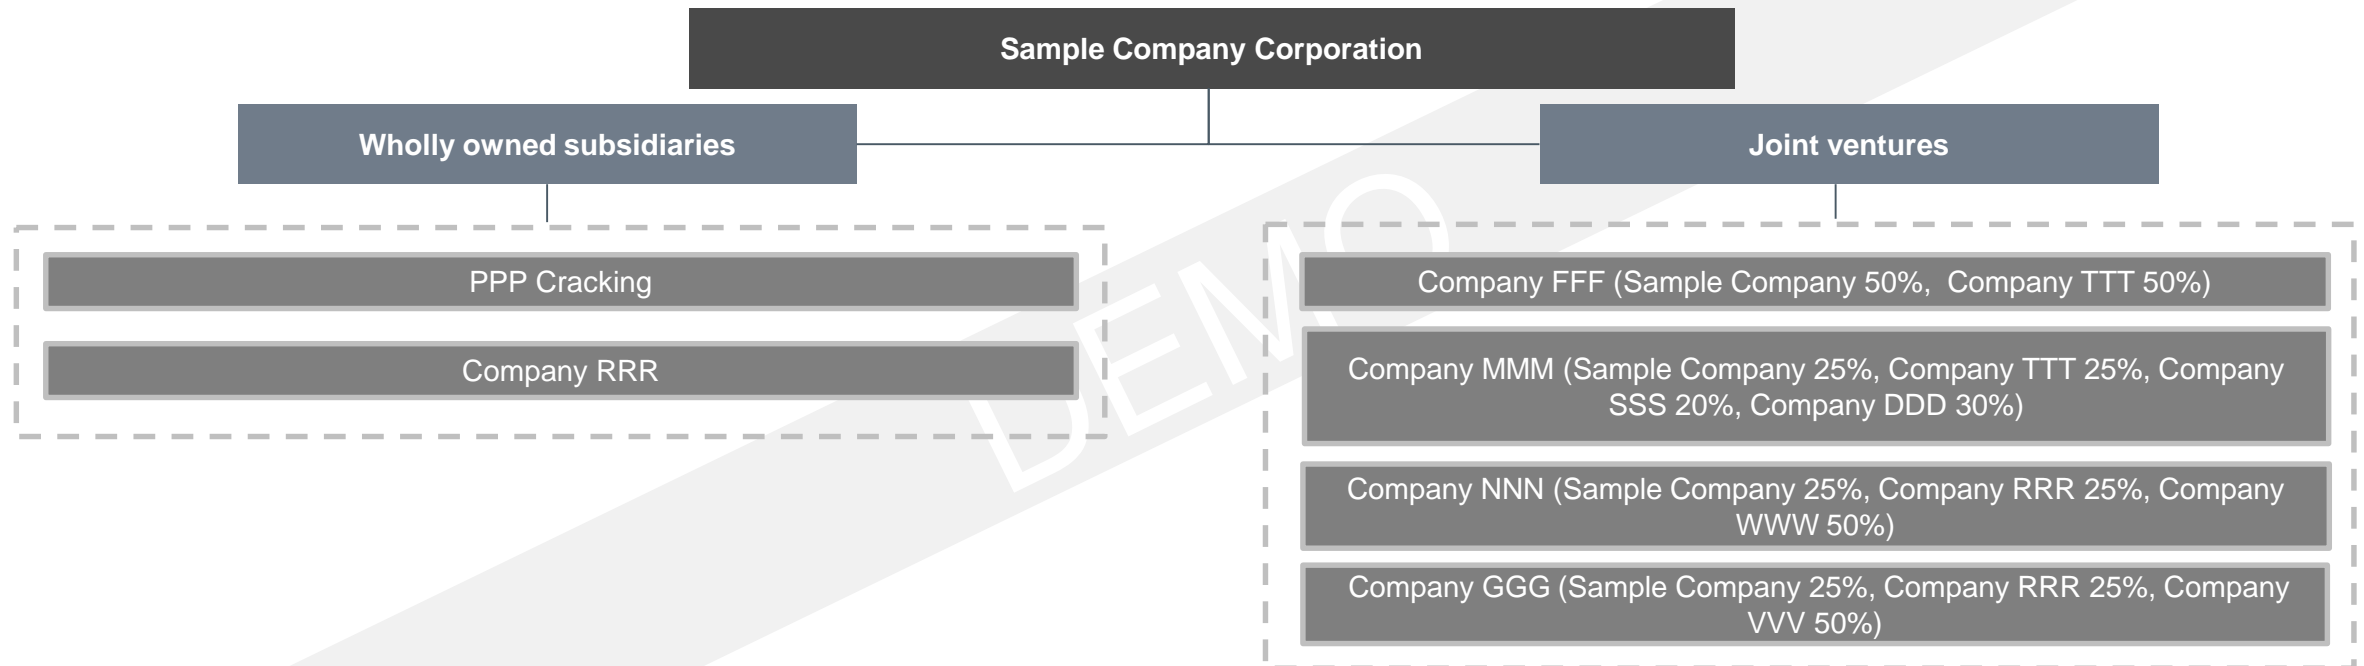 Sample Company Corporation
Wholly owned subsidiaries
Joint ventures
PPP Cracking
Company RRR
Company FFF (Sample Company 50%,  Company TTT 50%)
Company MMM (Sample Company 25%, Company TTT 25%, Company
SSS 20%, Company DDD 30%)
Company NNN (Sample Company 25%, Company RRR 25%, Company
WWW 50%)
Company GGG (Sample Company 25%, Company RRR 25%, Company
VVV 50%)
DEMO